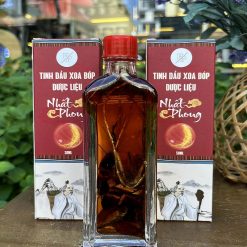 TINH DẦU XOA BÓP
DƯỢC LIỆU
Nhất
Phong
TINH DẦU XOA BÓP
DƯỢC LIỆU
Nhất
Phong